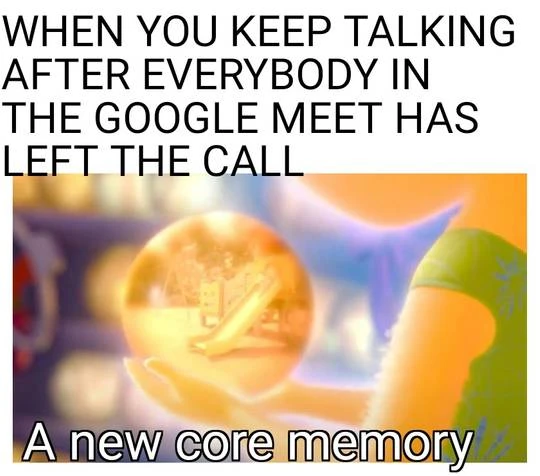 WHEN YOU KEEP TALKING
AFTER EVERYBODY IN
THE GOOGLE MEET HAS
LEFT THE CALL
A new core memory